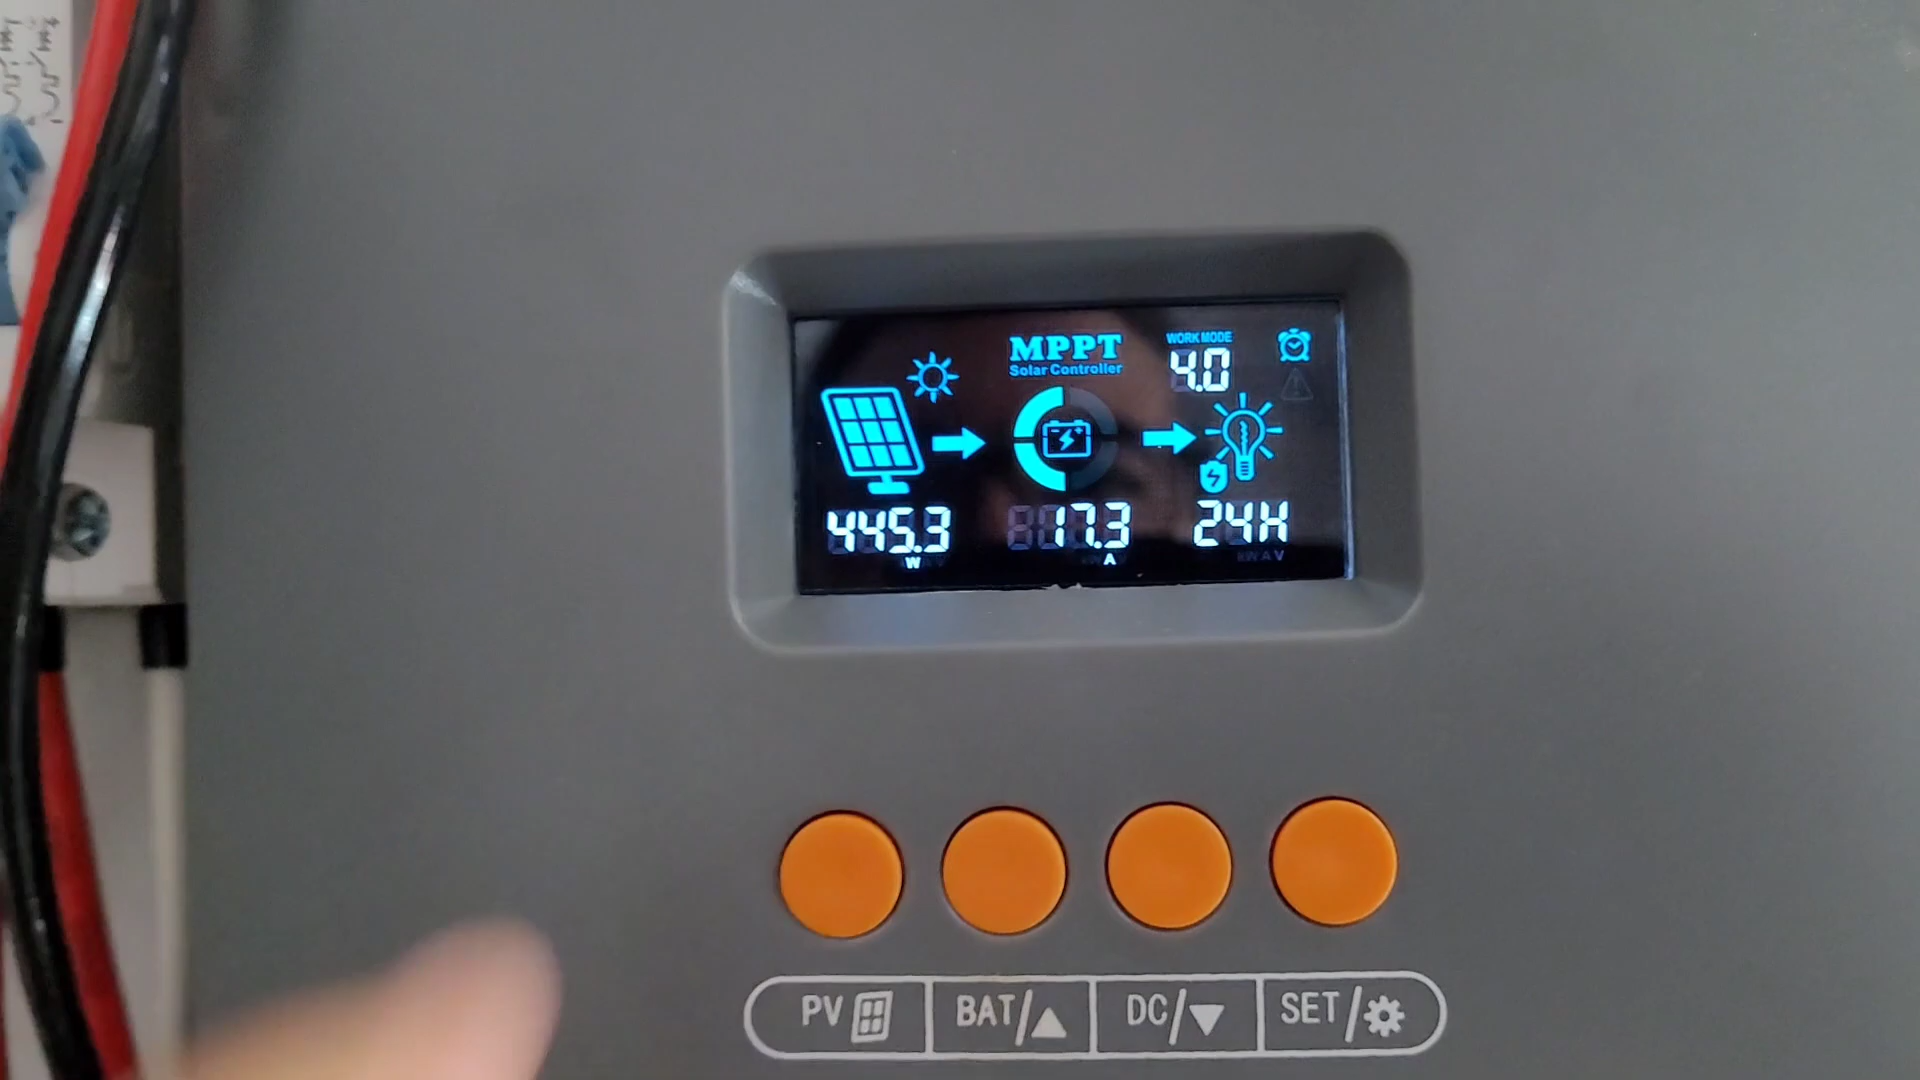 MPPT
Solar Controller
WORK MODE
4.0
445.3
W
17.3
A
24H
PV
BAT/▲
DC/▼
SET/